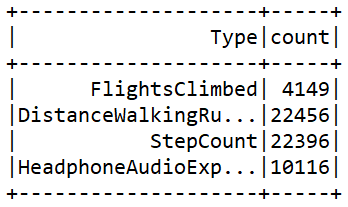 +--------------------+-----+
|                Type|count|
+--------------------+-----+
|      FlightsClimbed| 4149|
|DistanceWalkingRu...|22456|
|           StepCount|22396|
|HeadphoneAudioExp...|10116|
+--------------------+-----+